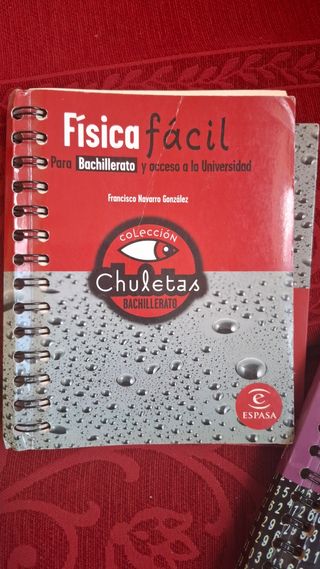 Física fácil
Para Bachillerato y acceso a la Universidad
Francisco Navarro González
COLECCIÓN
Chuletas
BACHILLERATO
e
ESPASA